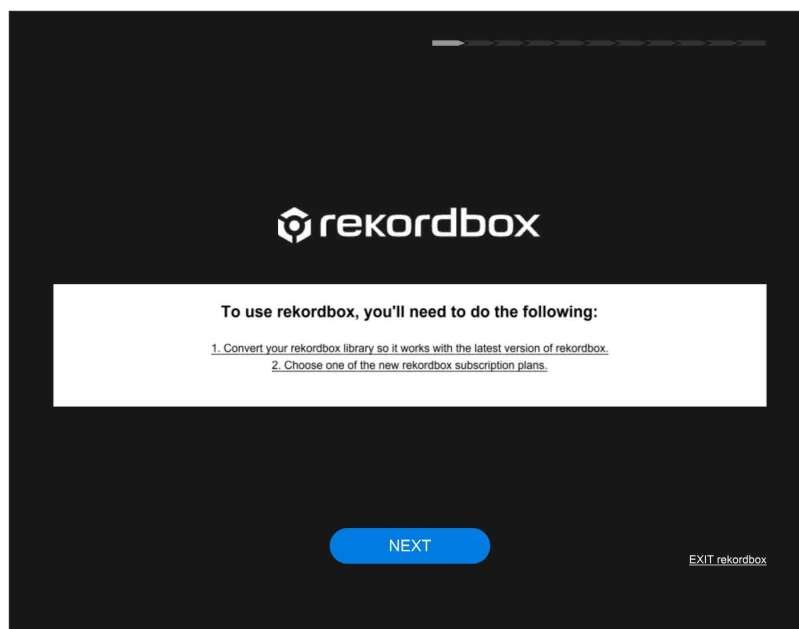 rekordbox
To use rekordbox, you'll need to do the following:
1. Convert your rekordbox library so it works with the latest version of rekordbox.
2. Choose one of the new rekordbox subscription plans.
NEXT
EXIT rekordbox